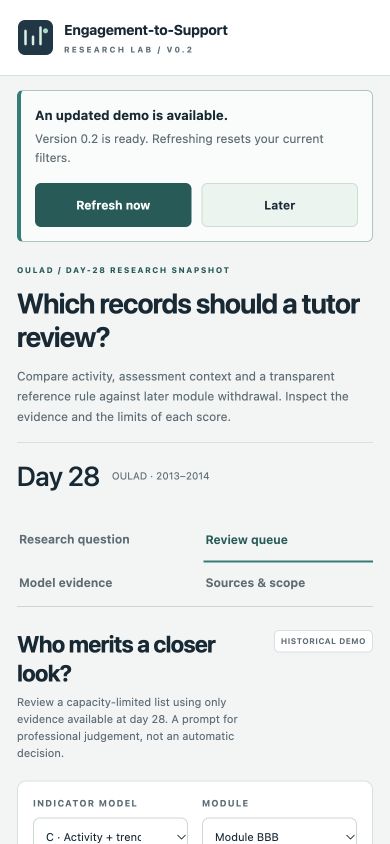 Engagement-to-Support
RESEARCH LAB / V0.2
An updated demo is available.
Version 0.2 is ready. Refreshing resets your current
filters.
Refresh now
Later
OULAD / DAY-28 RESEARCH SNAPSHOT
Which records should a tutor
review?
Compare activity, assessment context and a transparent
reference rule against later module withdrawal. Inspect the
evidence and the limits of each score.
Day 28 OULAD · 2013–2014
Research question
Review queue
Model evidence
Sources & scope
Who merits a closer
look?
HISTORICAL DEMO
Review a capacity-limited list using only
evidence available at day 28. A prompt for
professional judgement, not an automatic
decision.
INDICATOR MODEL
MODULE
C · Activity +
Module BBB